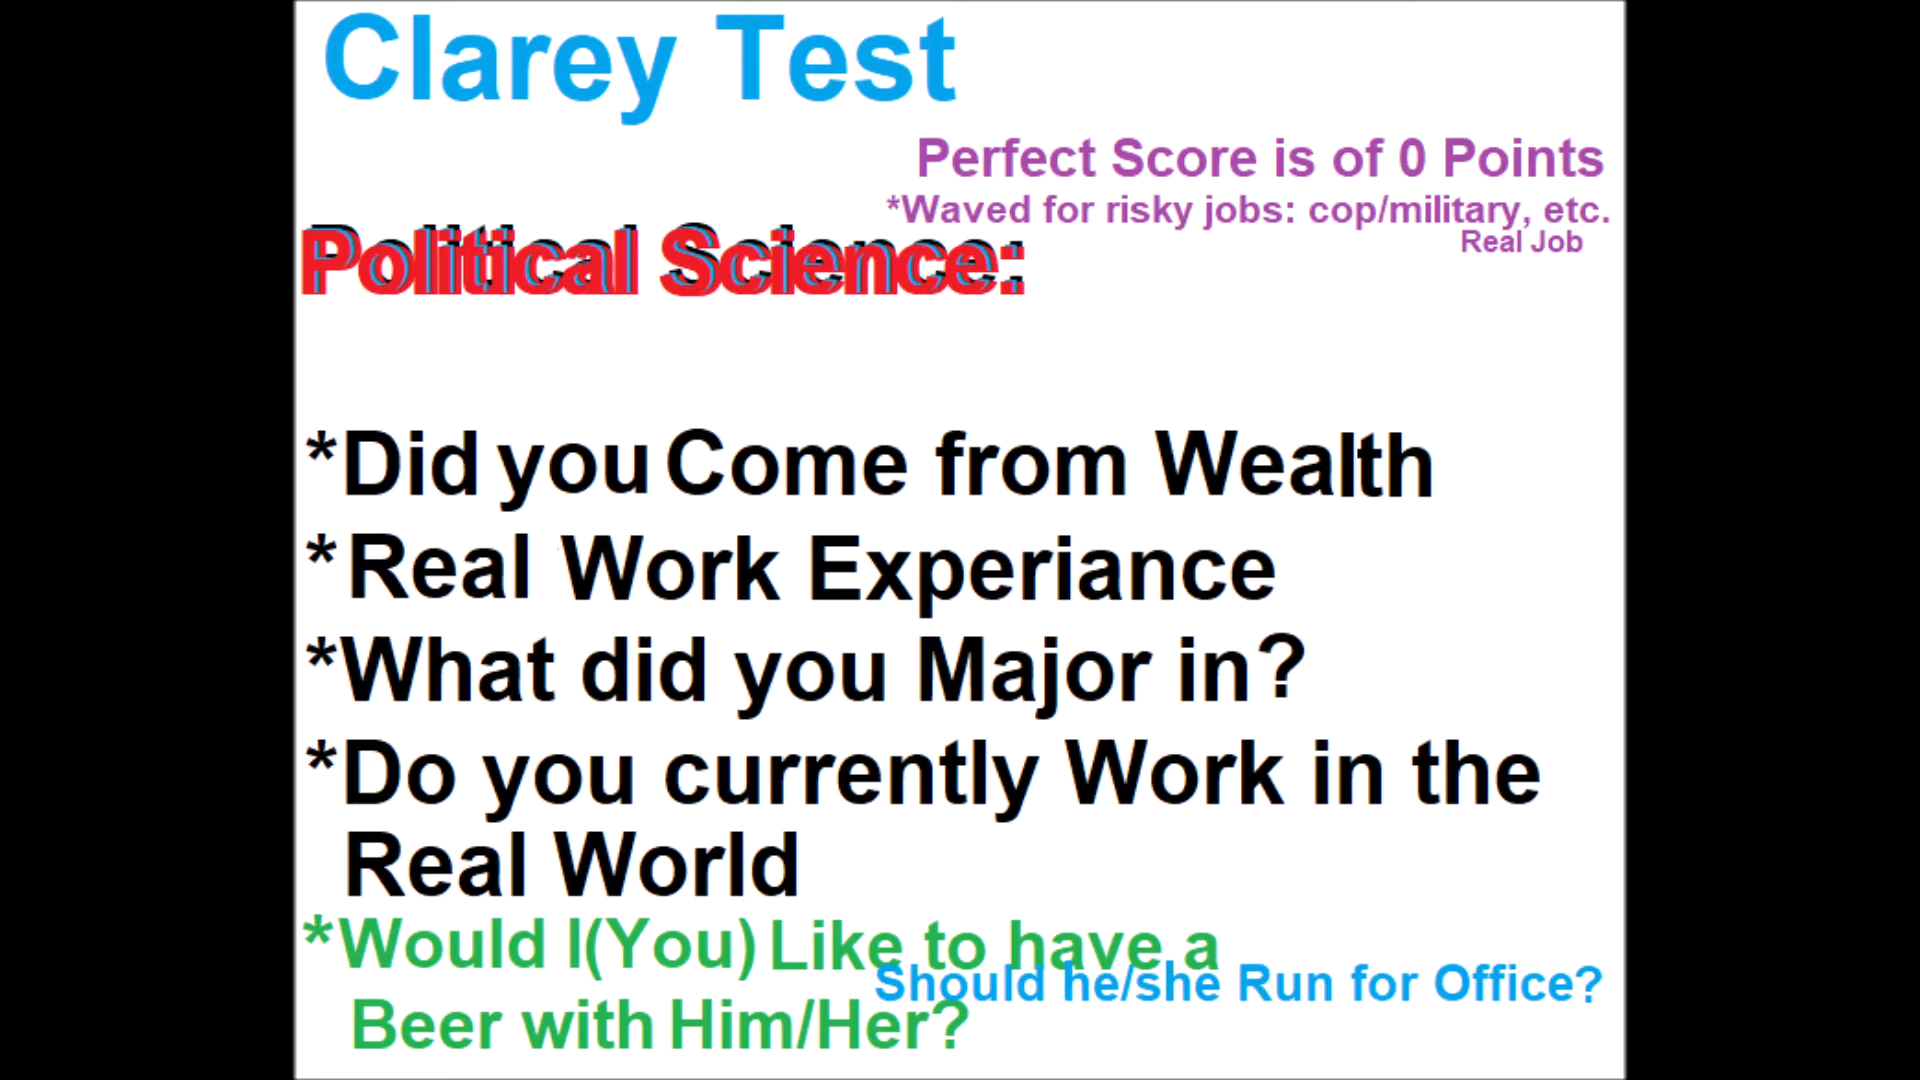 Clarey Test
Perfect Score is of 0 Points
*Waved for risky jobs: cop/military, etc.
Real Job
Political Science:
*Did you Come from Wealth
*Real Work Experiance
*What did you Major in?
*Do you currently Work in the
Real World
*Would I(You) Like to have a
Should he/she Run for Office?
Beer with Him/Her?